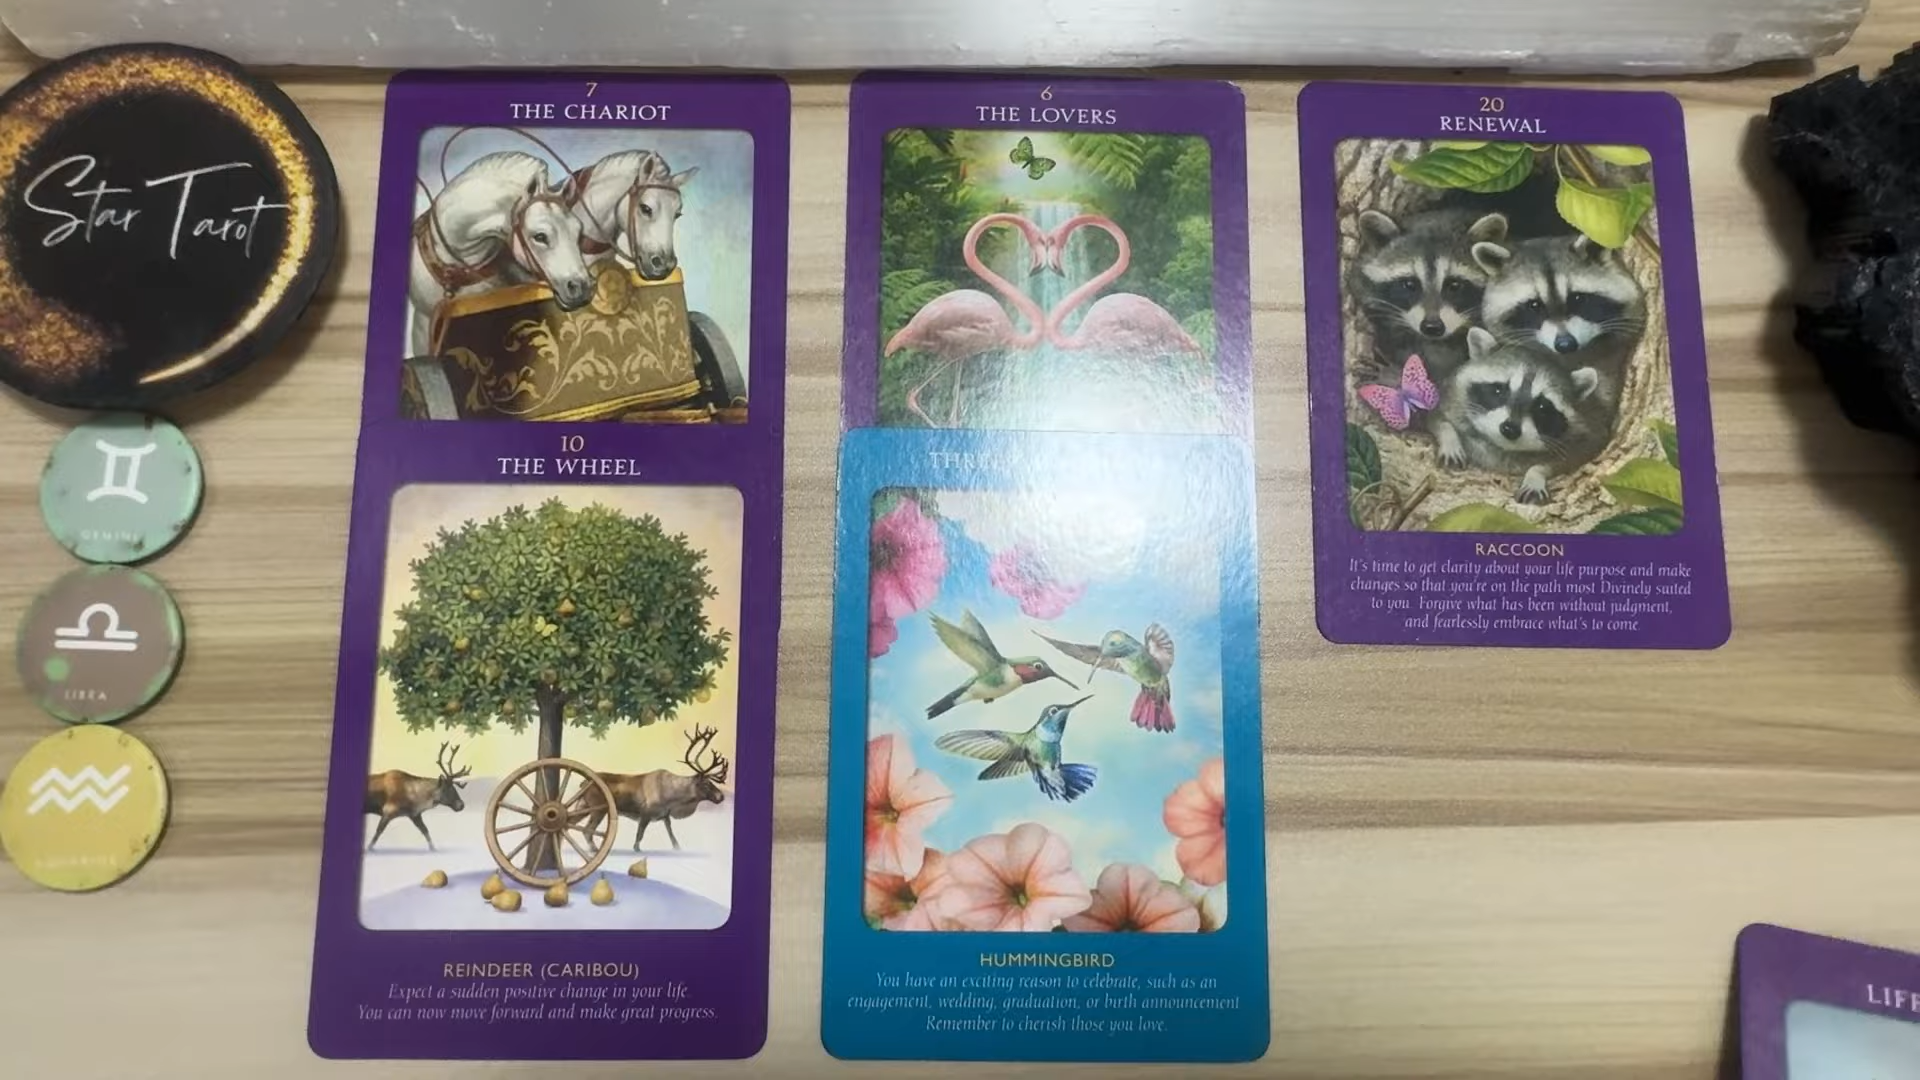 Star Tarot
GEMINI
LIBRA
AQUARIUS
7
THE CHARIOT
10
THE WHEEL
REINDEER (CARIBOU)
Expect a sudden positive change in your life.
You can now move forward and make great progress.
6
THE LOVERS
HUMMINGBIRD
You have an exciting reason to celebrate, such as an
engagement, wedding, graduation, or birth announcement
Remember to cherish those you love.
20
RENEWAL
RACCOON
It's time to get clarity about your life purpose and make
changes so that you're on the path most Divinely suited
to you. Forgive what has been without judgment,
and fearlessly embrace what's to come.